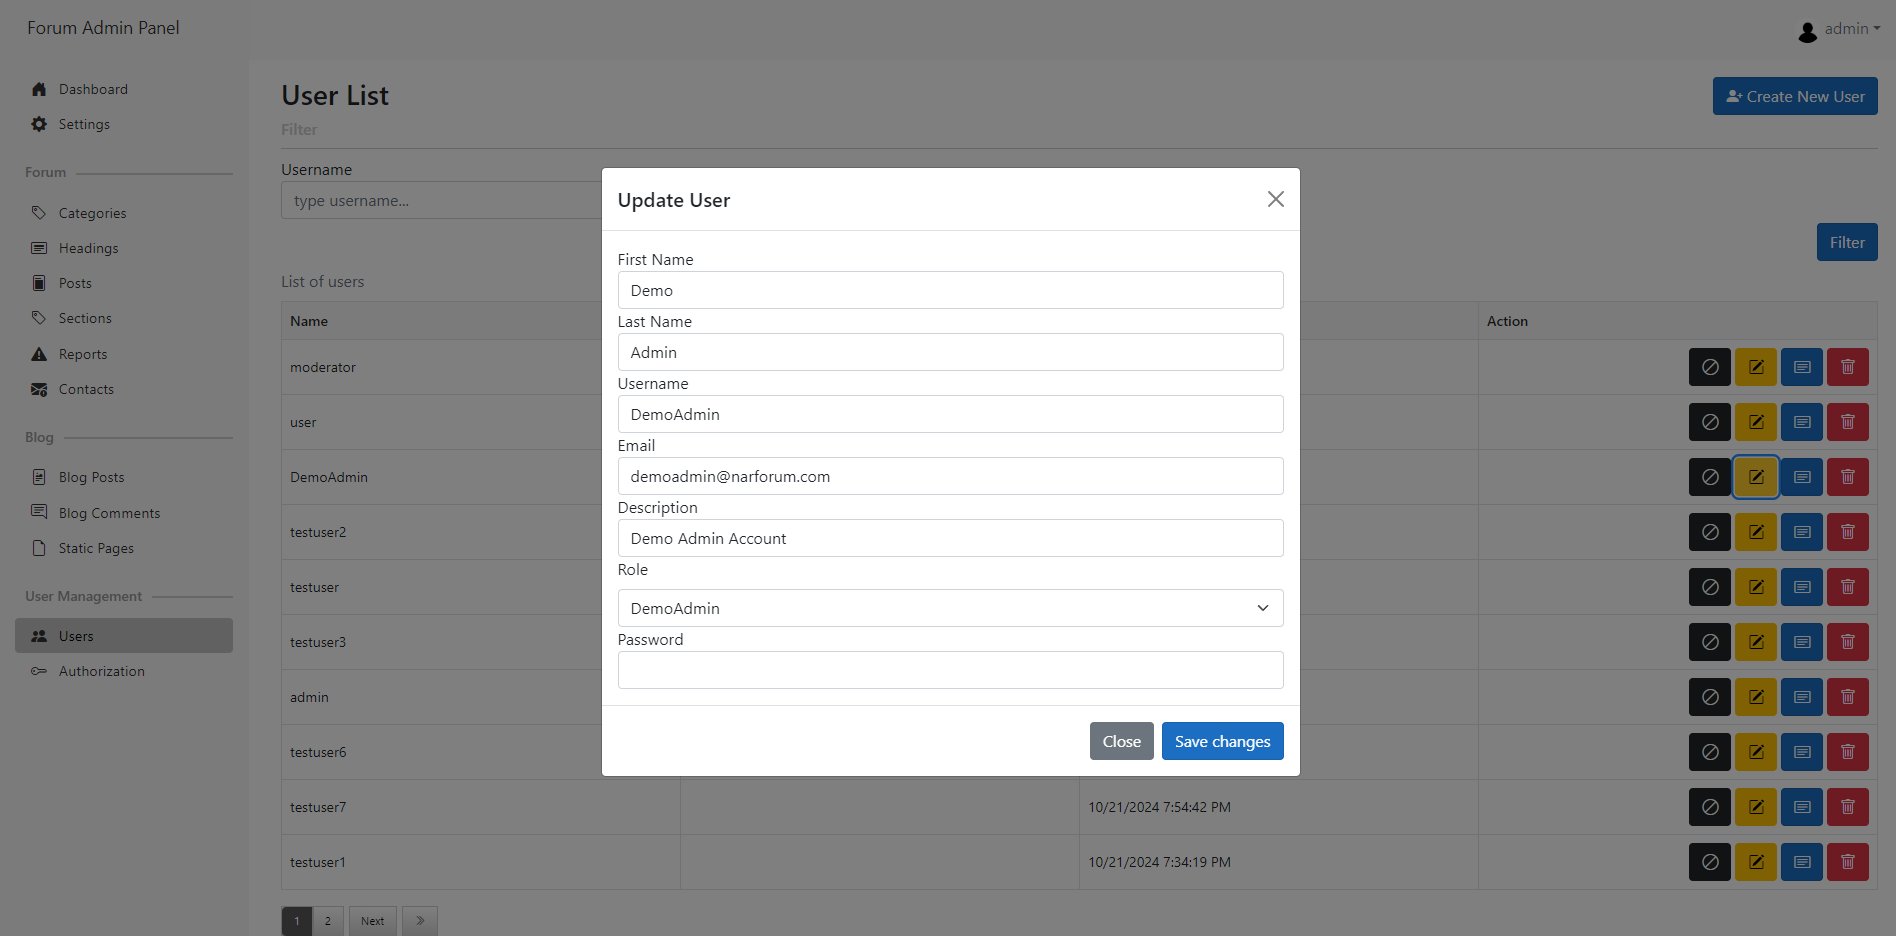 Forum Admin Panel
admin
Dashboard
Settings
Forum
Categories
Headings
Posts
Sections
Reports
Contacts
Blog
Blog Posts
Blog Comments
Static Pages
User Management
Users
Authorization
User List
Create New User
Filter
Username
type username...
Filter
List of users
Name
Action
moderator
user
DemoAdmin
testuser2
testuser
testuser3
admin
testuser6
testuser7 10/21/2024 7:54:42 PM
testuser1 10/21/2024 7:34:19 PM
1 2 Next »
Update User
First Name
Demo
Last Name
Admin
Username
DemoAdmin
Email
demoadmin@narforum.com
Description
Demo Admin Account
Role
DemoAdmin
Password
Close Save changes